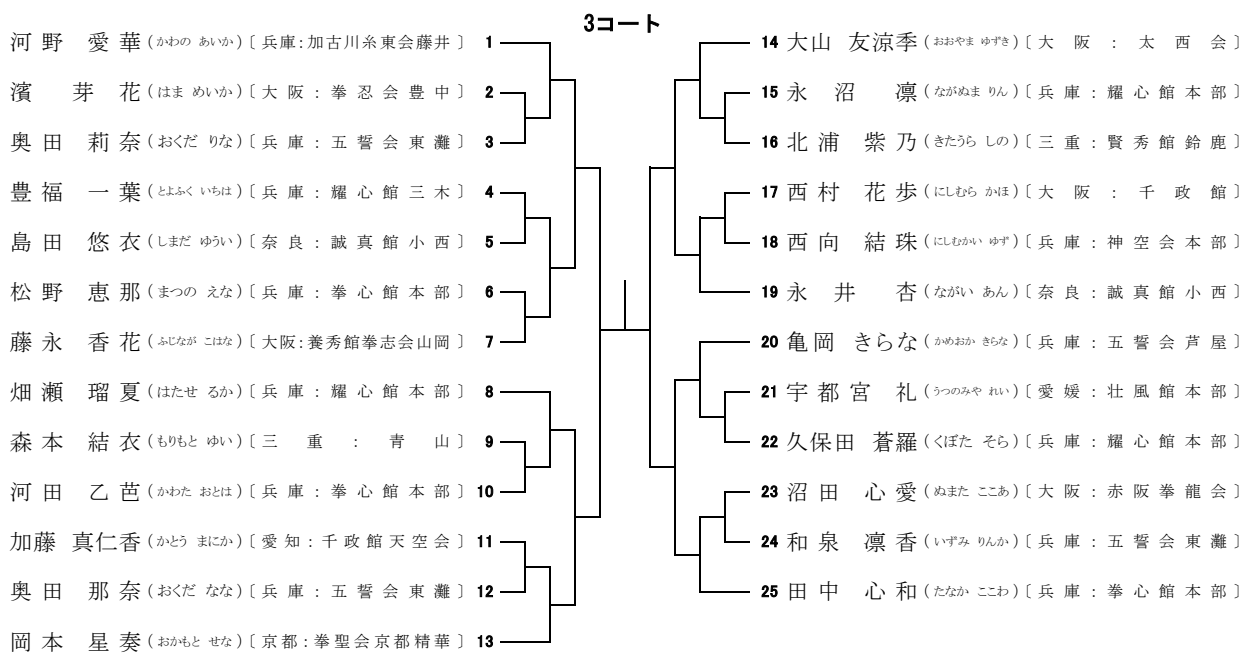 3コート
河野 愛華(かわの あいか)〔兵庫:加古川糸東会藤井〕 1
濱 芽花(はま めいか)〔大阪:拳忍会豊中〕 2
奥田 莉奈(おくだ りな)〔兵庫:五誓会東灘〕 3
豊福 一葉(とよふく いちは)〔兵庫:耀心館三木〕 4
島田 悠衣(しまだ ゆうい)〔奈良:誠真館小西〕 5
松野 恵那(まつの えな)〔兵庫:拳心館本部〕 6
藤永 香花(ふじなが こはな)〔大阪:養秀館拳志会山岡〕 7
畑瀬 瑠夏(はたせ るか)〔兵庫:耀心館本部〕 8
森本 結衣(もりもと ゆい)〔三重:青山〕 9
河田 乙芭(かわた おとは)〔兵庫:拳心館本部〕 10
加藤 真仁香(かとう まにか)〔愛知:千政館天空会〕 11
奥田 那奈(おくだ なな)〔兵庫:五誓会東灘〕 12
岡本 星奏(おかもと せな)〔京都:拳聖会京都精華〕 13
14 大山 友涼季(おおやま ゆずき)〔大阪:太西会〕
15 永沼 凛(ながぬま りん)〔兵庫:耀心館本部〕
16 北浦 紫乃(きたうら しの)〔三重:賢秀館鈴鹿〕
17 西村 花歩(にしむら かほ)〔大阪:千政館〕
18 西向 結珠(にしむかい ゆず)〔兵庫:神空会本部〕
19 永井 杏(ながい あん)〔奈良:誠真館小西〕
20 亀岡 きらな(かめおか きらな)〔兵庫:五誓会芦屋〕
21 宇都宮 礼(うつのみや れい)〔愛媛:壮風館本部〕
22 久保田 蒼羅(くぼた そら)〔兵庫:耀心館本部〕
23 沼田 心愛(ぬまた ここあ)〔大阪:赤阪拳龍会〕
24 和泉 凛香(いずみ りんか)〔兵庫:五誓会東灘〕
25 田中 心和(たなか ここわ)〔兵庫:拳心館本部〕